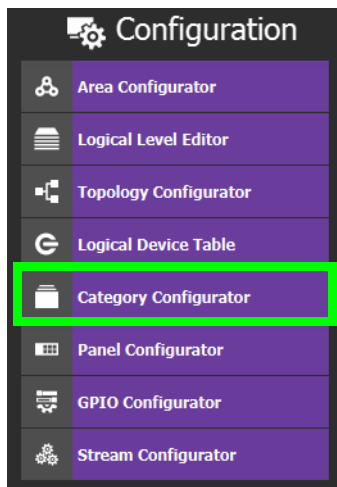 Configuration
Area Configurator
Logical Level Editor
Topology Configurator
Logical Device Table
Category Configurator
Panel Configurator
GPIO Configurator
Stream Configurator